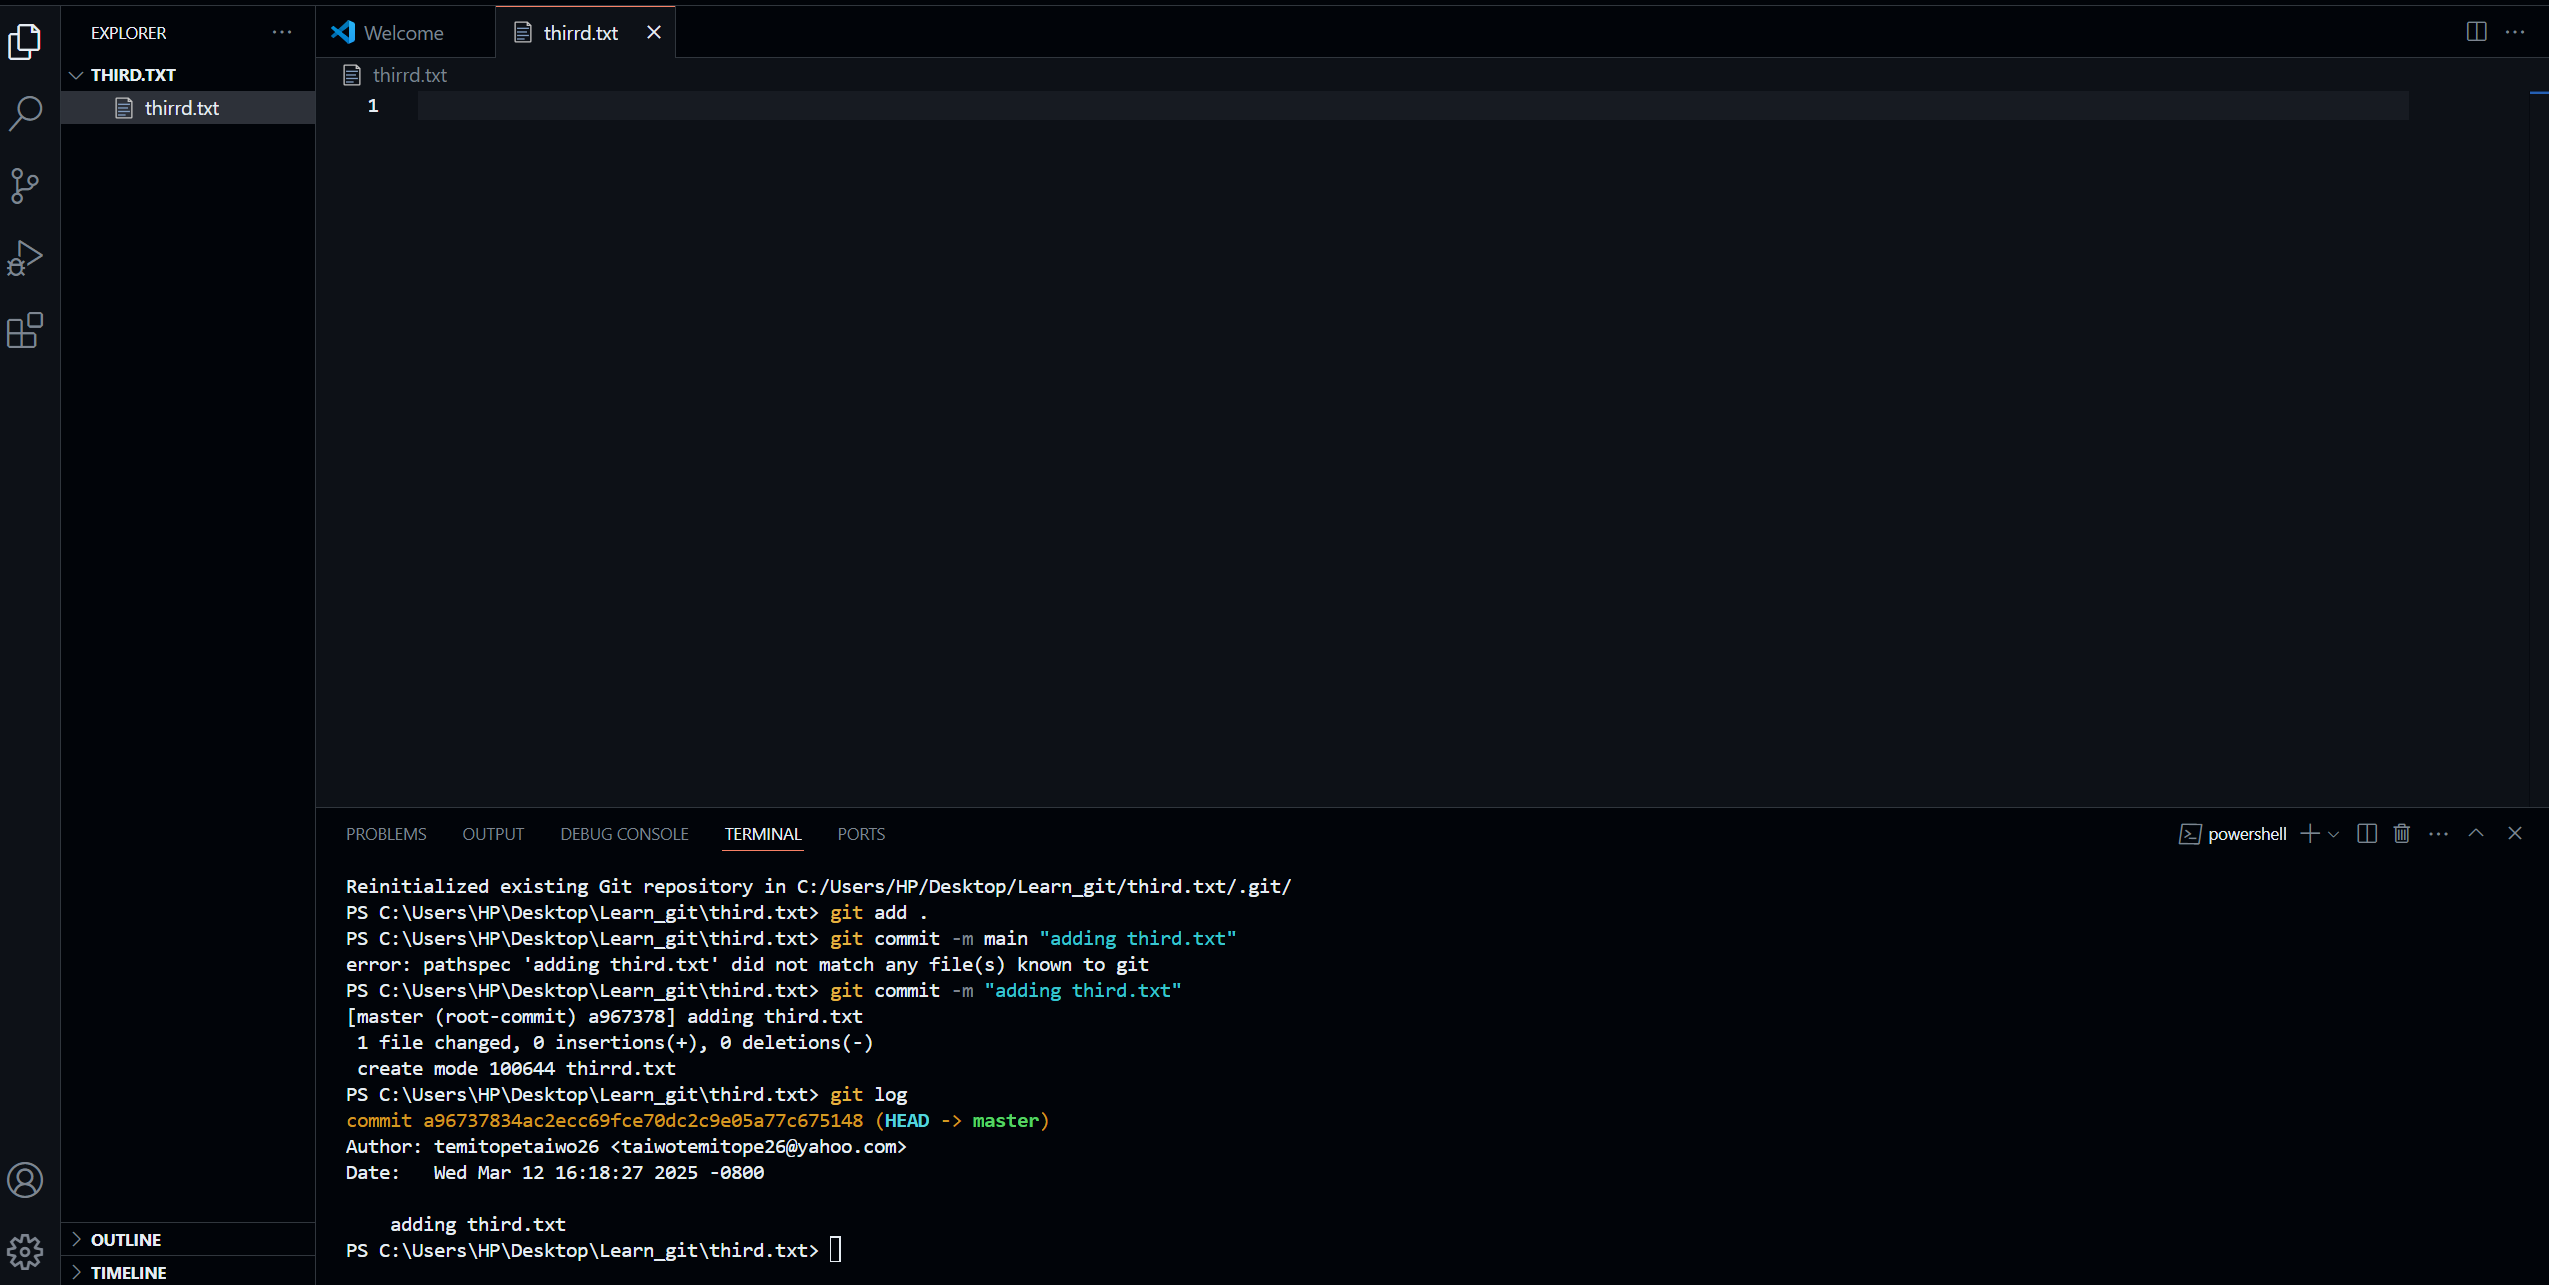 EXPLORER
THIRD.TXT
thirrd.txt
OUTLINE
TIMELINE
Welcome
thirrd.txt
thirrd.txt
1
PROBLEMS OUTPUT DEBUG CONSOLE TERMINAL PORTS
powershell
Reinitialized existing Git repository in C:/Users/HP/Desktop/Learn_git/third.txt/.git/
PS C:\Users\HP\Desktop\Learn_git\third.txt> git add .
PS C:\Users\HP\Desktop\Learn_git\third.txt> git commit -m main "adding third.txt"
error: pathspec 'adding third.txt' did not match any file(s) known to git
PS C:\Users\HP\Desktop\Learn_git\third.txt> git commit -m "adding third.txt"
[master (root-commit) a967378] adding third.txt
 1 file changed, 0 insertions(+), 0 deletions(-)
 create mode 100644 thirrd.txt
PS C:\Users\HP\Desktop\Learn_git\third.txt> git log
commit a96737834ac2ecc69fce70dc2c9e05a77c675148 (HEAD -> master)
Author: temitopetaiwo26 <taiwotemitope26@yahoo.com>
Date:   Wed Mar 12 16:18:27 2025 -0800
    adding third.txt
PS C:\Users\HP\Desktop\Learn_git\third.txt>